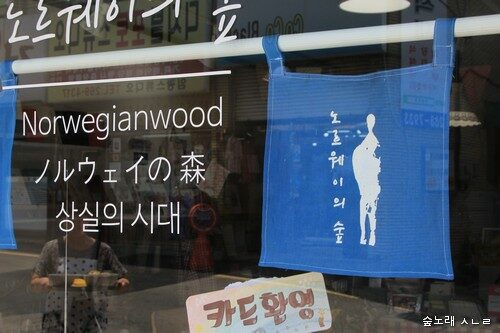 노르웨이의 숲
Norwegianwood
ノルウェイの 森
상실의 시대
노르웨이의 숲
카드환영
숲노래 ㅅㄴㄹ